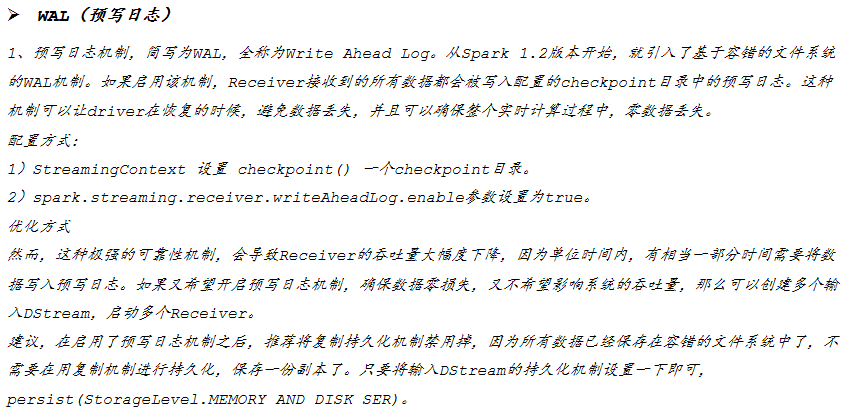 ➢ WAL（预写日志）
1、预写日志机制，简写为WAL，全称为Write Ahead Log。从Spark 1.2版本开始，就引入了基于容错的文件系统
的WAL机制。如果启用该机制，Receiver接收到的所有数据都会被写入配置的checkpoint目录中的预写日志。这种
机制可以让driver在恢复的时候，避免数据丢失，并且可以确保整个实时计算过程中，零数据丢失。
配置方式：
1）StreamingContext 设置 checkpoint() 一个checkpoint目录。
2）spark.streaming.receiver.writeAheadLog.enable参数设置为true。
优化方式
然而，这种极强的可靠性机制，会导致Receiver的吞吐量大幅度下降，因为单位时间内，有相当一部分时间需要将数
据写入预写日志。如果又希望开启预写日志机制，确保数据零损失，又不希望影响系统的吞吐量，那么可以创建多个输
入DStream，启动多个Receiver。
建议，在启用了预写日志机制之后，推荐将复制持久化机制禁用掉，因为所有数据已经保存在容错的文件系统中了，不
需要在用复制机制进行持久化，保存一份副本了。只要将输入DStream的持久化机制设置一下即可，
persist(StorageLevel.MEMORY AND DISK SER)。